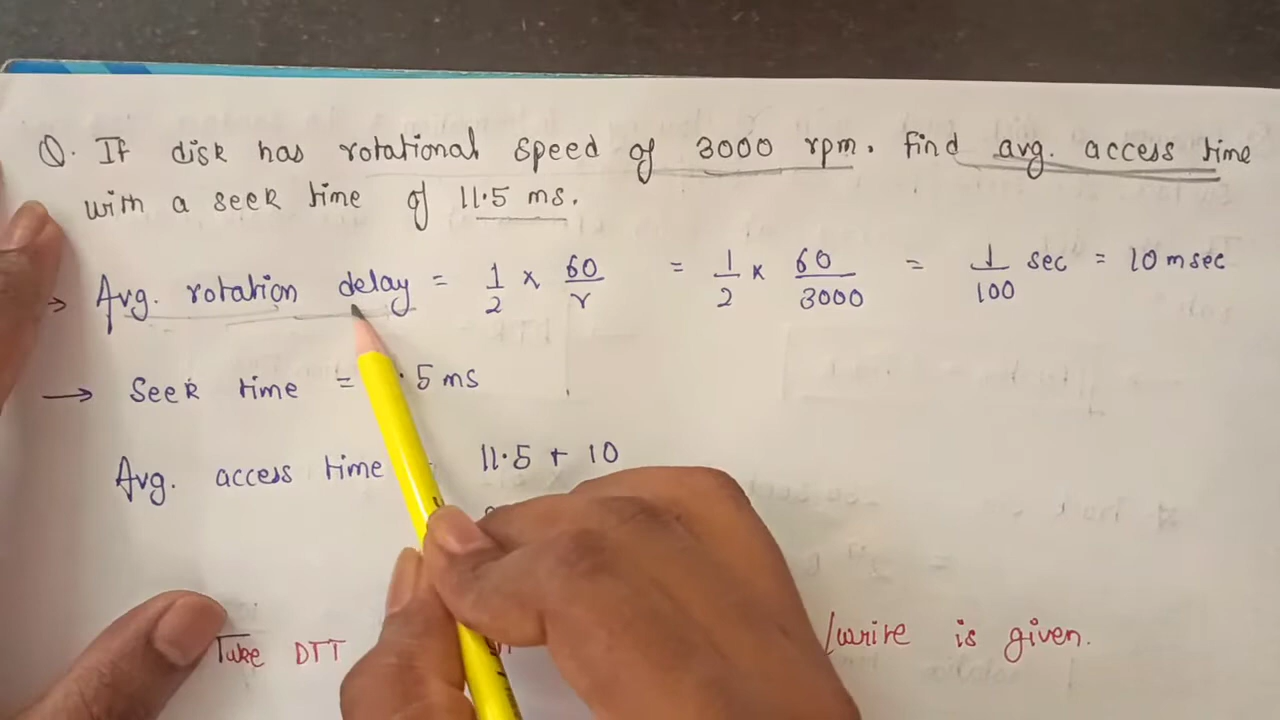 Q. If disk has rotational speed of 3000 rpm. Find avg. access time
with a seek time of 11.5 ms.
→ Avg. rotation delay = 1/2 × 60/r = 1/2 × 60/3000 = 1/100 sec = 10 msec
→ Seek time = .5 ms
Avg. access time 11.5 + 10
Take DTT /write is given.